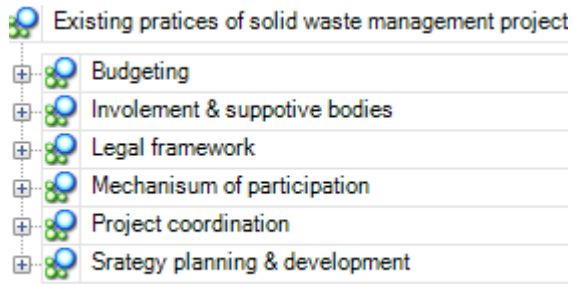 Existing pratices of solid waste management project
Budgeting
Involement & suppotive bodies
Legal framework
Mechanisum of participation
Project coordination
Srategy planning & development